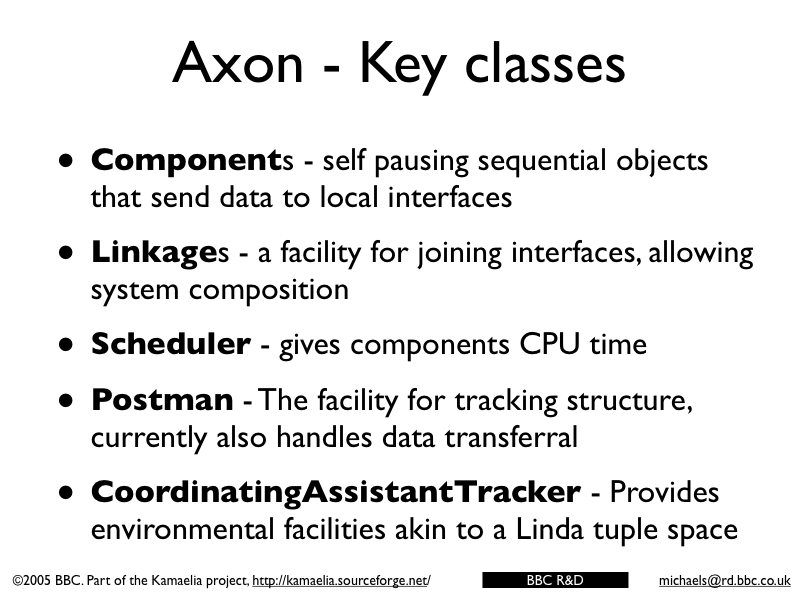 Axon - Key classes
• Components - self pausing sequential objects
that send data to local interfaces
• Linkages - a facility for joining interfaces, allowing
system composition
• Scheduler - gives components CPU time
• Postman - The facility for tracking structure,
currently also handles data transferral
• CoordinatingAssistantTracker - Provides
environmental facilities akin to a Linda tuple space
©2005 BBC. Part of the Kamaelia project, http://kamaelia.sourceforge.net/ BBC R&D michaels@rd.bbc.co.uk